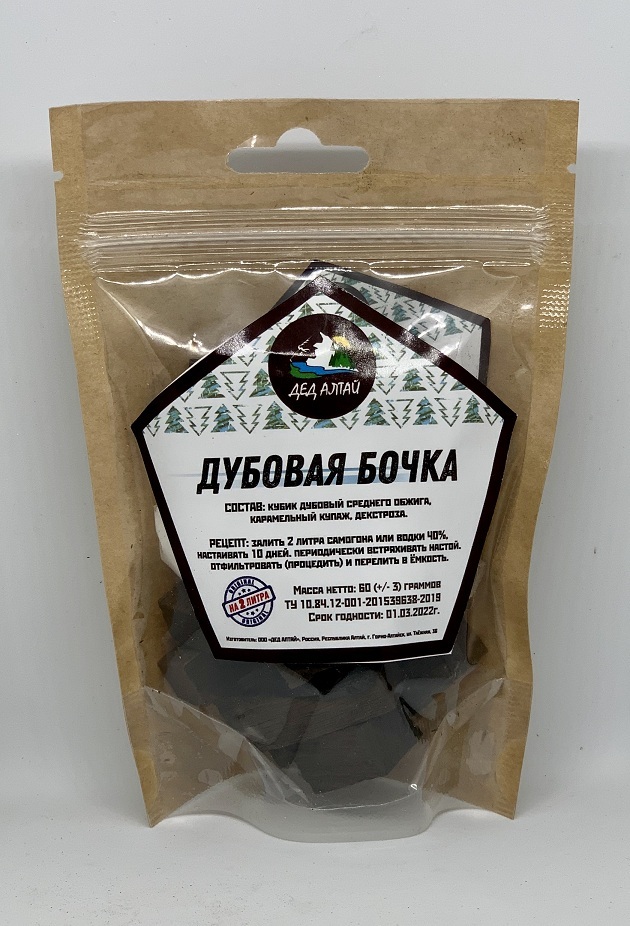 ДЕД АЛТАЙ
ДУБОВАЯ БОЧКА
СОСТАВ: КУБИК ДУБОВЫЙ СРЕДНЕГО ОБЖИГА,
КАРАМЕЛЬНЫЙ КУПАЖ, ДЕКСТРОЗА.
РЕЦЕПТ: ЗАЛИТЬ 2 ЛИТРА САМОГОНА ИЛИ ВОДКИ 40%,
НАСТАИВАТЬ 10 ДНЕЙ. ПЕРИОДИЧЕСКИ ВСТРЯХИВАТЬ НАСТОЙ.
ОТФИЛЬТРОВАТЬ (ПРОЦЕДИТЬ) И ПЕРЕЛИТЬ В ЁМКОСТЬ.
ORIGINAL
НА 2 ЛИТРА
ORIGINAL
Масса нетто: 60 (+/- 3) граммов
ТУ 10.84.12-001-201539638-2019
Срок годности: 01.03.2022г.
Изготовитель: ООО «ДЕД АЛТАЙ», Россия, Республика Алтай, г. Горно-Алтайск, ул. Таёжная, 36